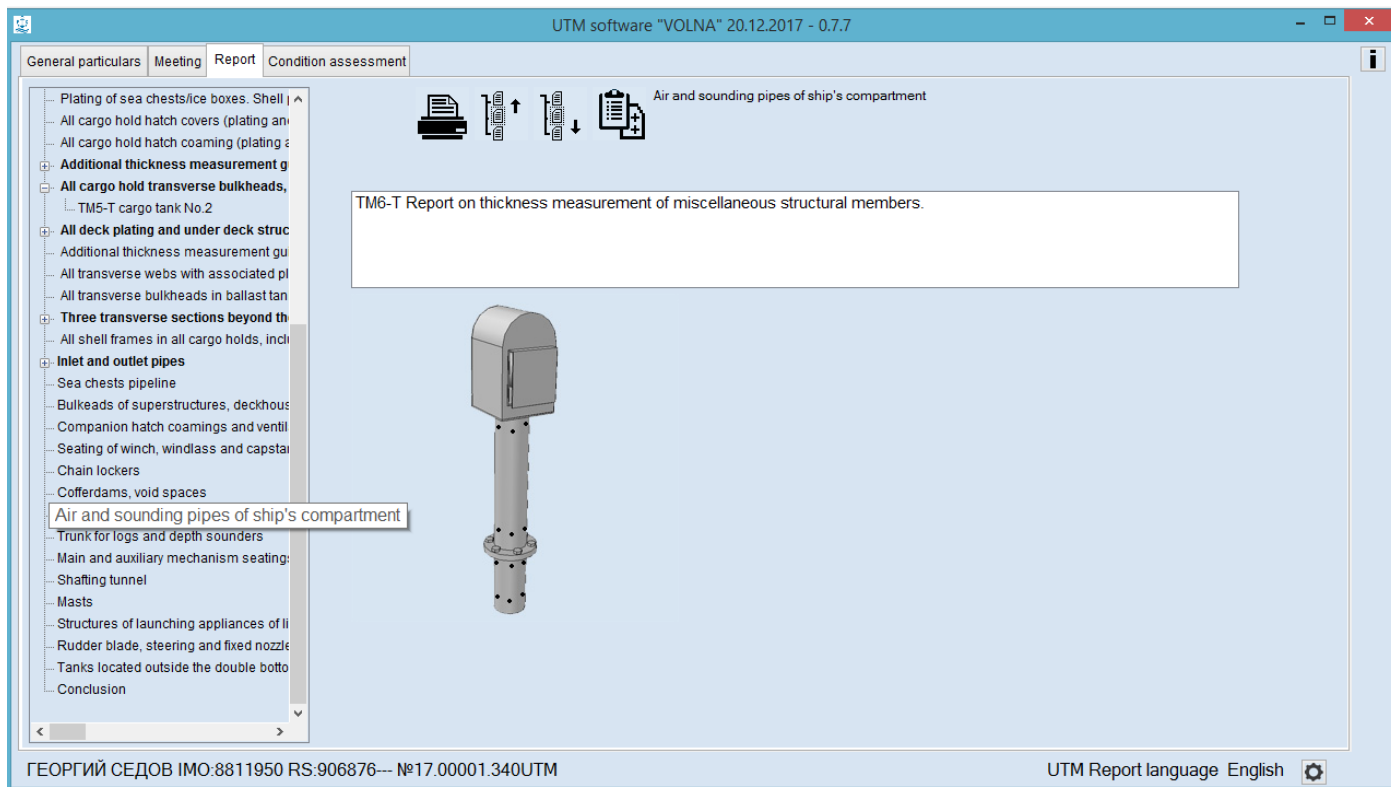 UTM software "VOLNA" 20.12.2017 - 0.7.7
General particulars
Meeting
Report
Condition assessment
Plating of sea chests/ice boxes. Shell
All cargo hold hatch covers (plating an
All cargo hold hatch coaming (plating a
Additional thickness measurement g
All cargo hold transverse bulkheads,
TM5-T cargo tank No.2
All deck plating and under deck struc
Additional thickness measurement gu
All transverse webs with associated pl
All transverse bulkheads in ballast tan
Three transverse sections beyond th
All shell frames in all cargo holds, inclu
Inlet and outlet pipes
Sea chests pipeline
Bulkeads of superstructures, deckhous
Companion hatch coamings and ventil
Seating of winch, windlass and capstan
Chain lockers
Cofferdams, void spaces
Air and sounding pipes of ship's compartment
Trunk for logs and depth sounders
Main and auxiliary mechanism seatings
Shafting tunnel
Masts
Structures of launching appliances of li
Rudder blade, steering and fixed nozzle
Tanks located outside the double botto
Conclusion
Air and sounding pipes of ship's compartment
TM6-T Report on thickness measurement of miscellaneous structural members.
ГЕОРГИЙ СЕДОВ IMO:8811950 RS:906876--- №17.00001.340UTM
UTM Report language English